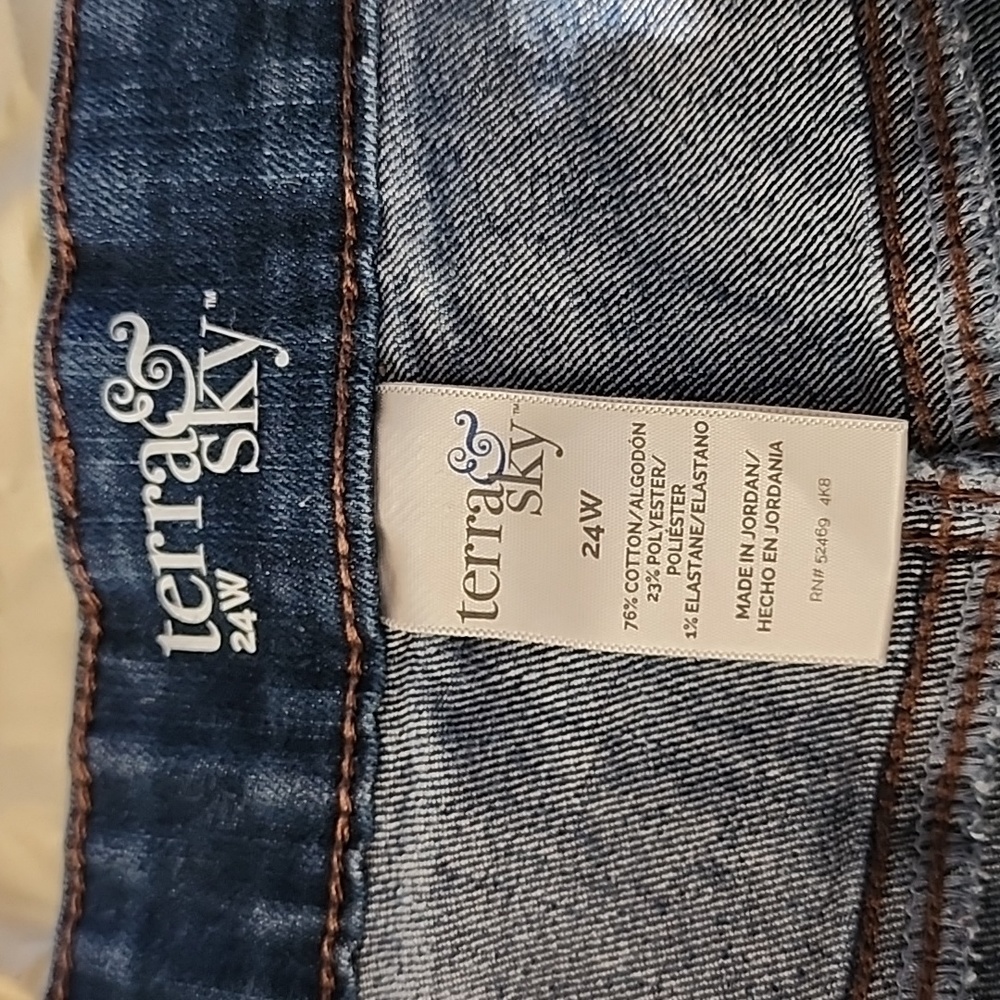 terra &
sky™
24W
terra &
sky™
24W
76% COTTON/ALGODÓN
23% POLYESTER/
POLIÉSTER
1% ELASTANE/ELASTANO
MADE IN JORDAN/
HECHO EN JORDANIA
RN# 52469 4K8